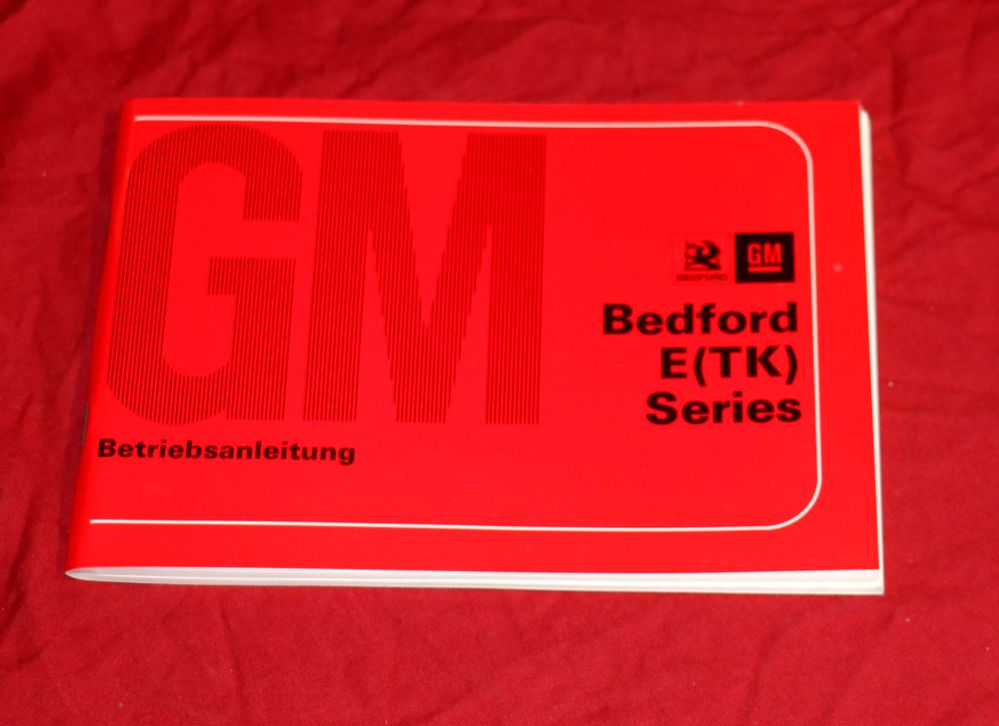 GM
BEDFORD
GM
Bedford
E(TK)
Series
Betriebsanleitung